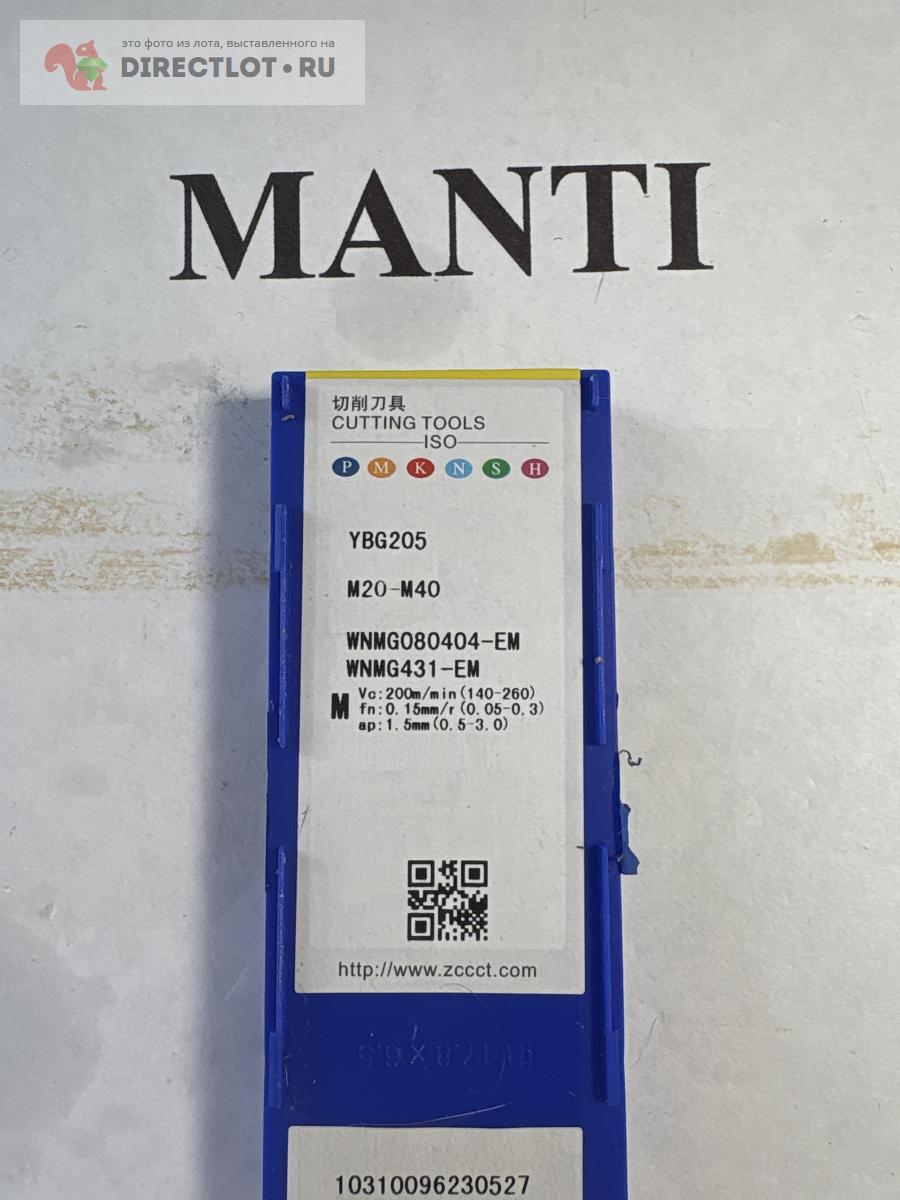 это фото из лота, выставленного на
DIRECTLOT•RU
MANTI
切削刀具
CUTTING TOOLS
ISO
P M K N S H
YBG205
M20-M40
WNMG080404-EM
WNMG431-EM
M
Vc:200m/min(140-260)
fn:0.15mm/r(0.05-0.3)
ap:1.5mm(0.5-3.0)
http://www.zccct.com
10310096230527